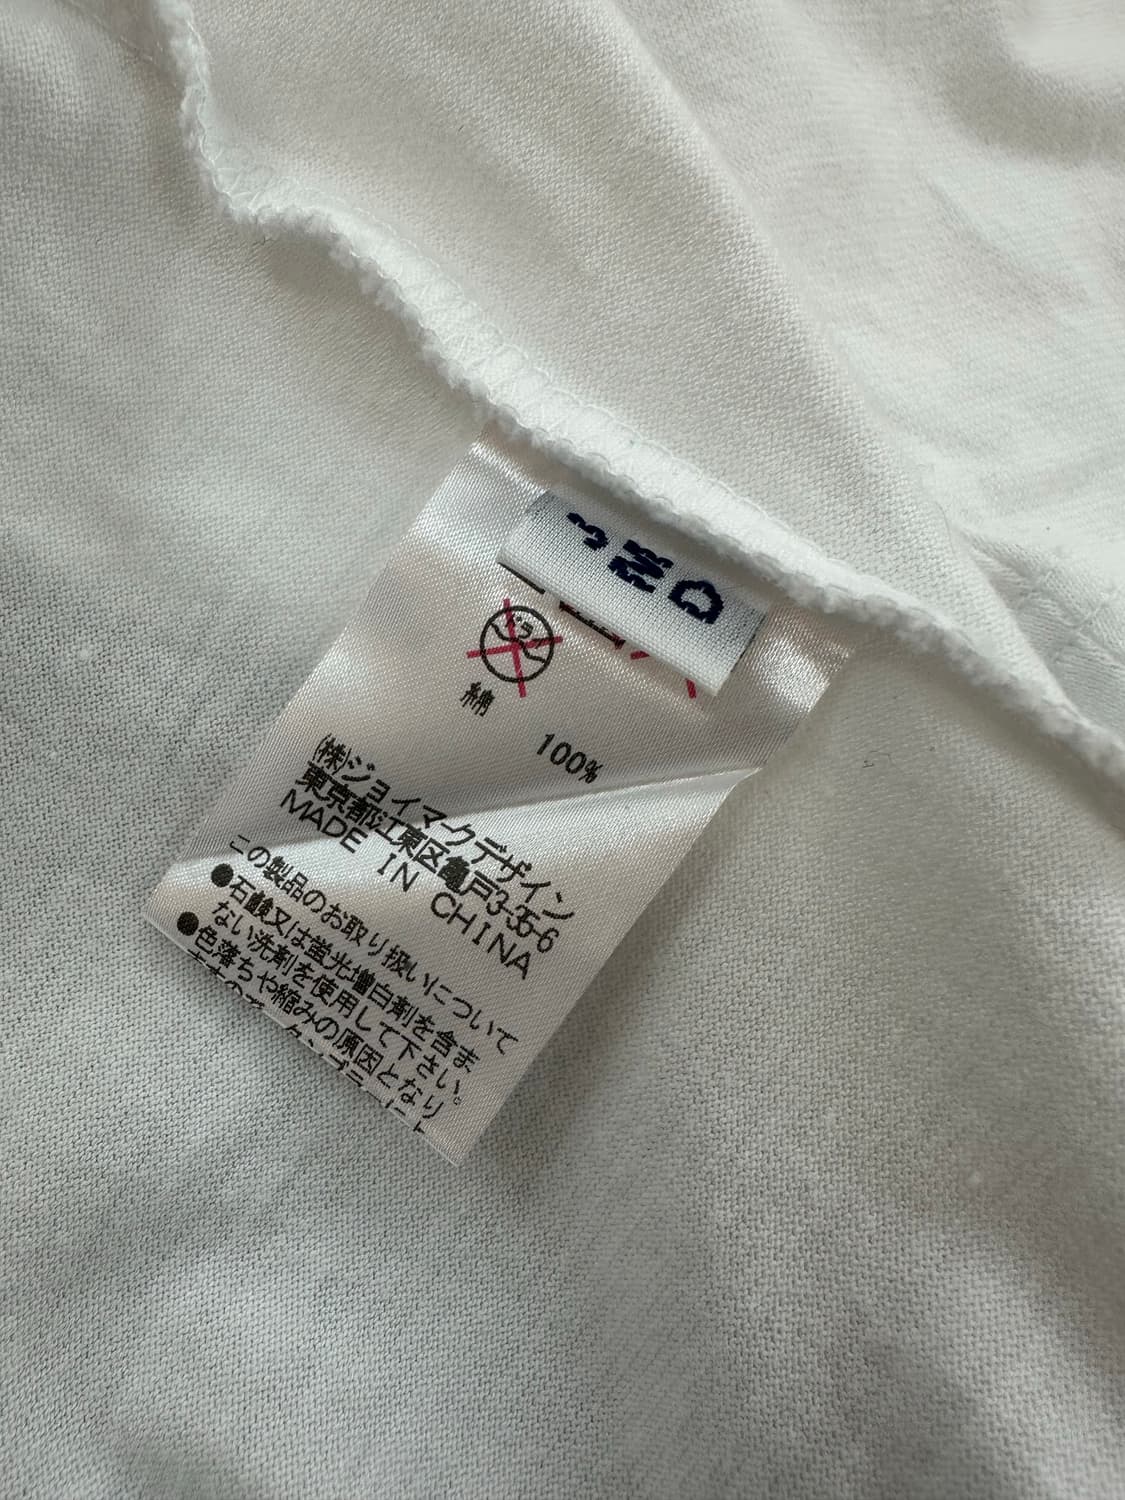 ドライ
綿 100%
(株)ジョイマークデザイン
東京都江東区亀戸3-35-6
MADE IN CHINA
この製品のお取り扱いについて
●石鹸又は蛍光増白剤を含ま
ない洗剤を使用して下さい。
●色落ちや縮みの原因となり